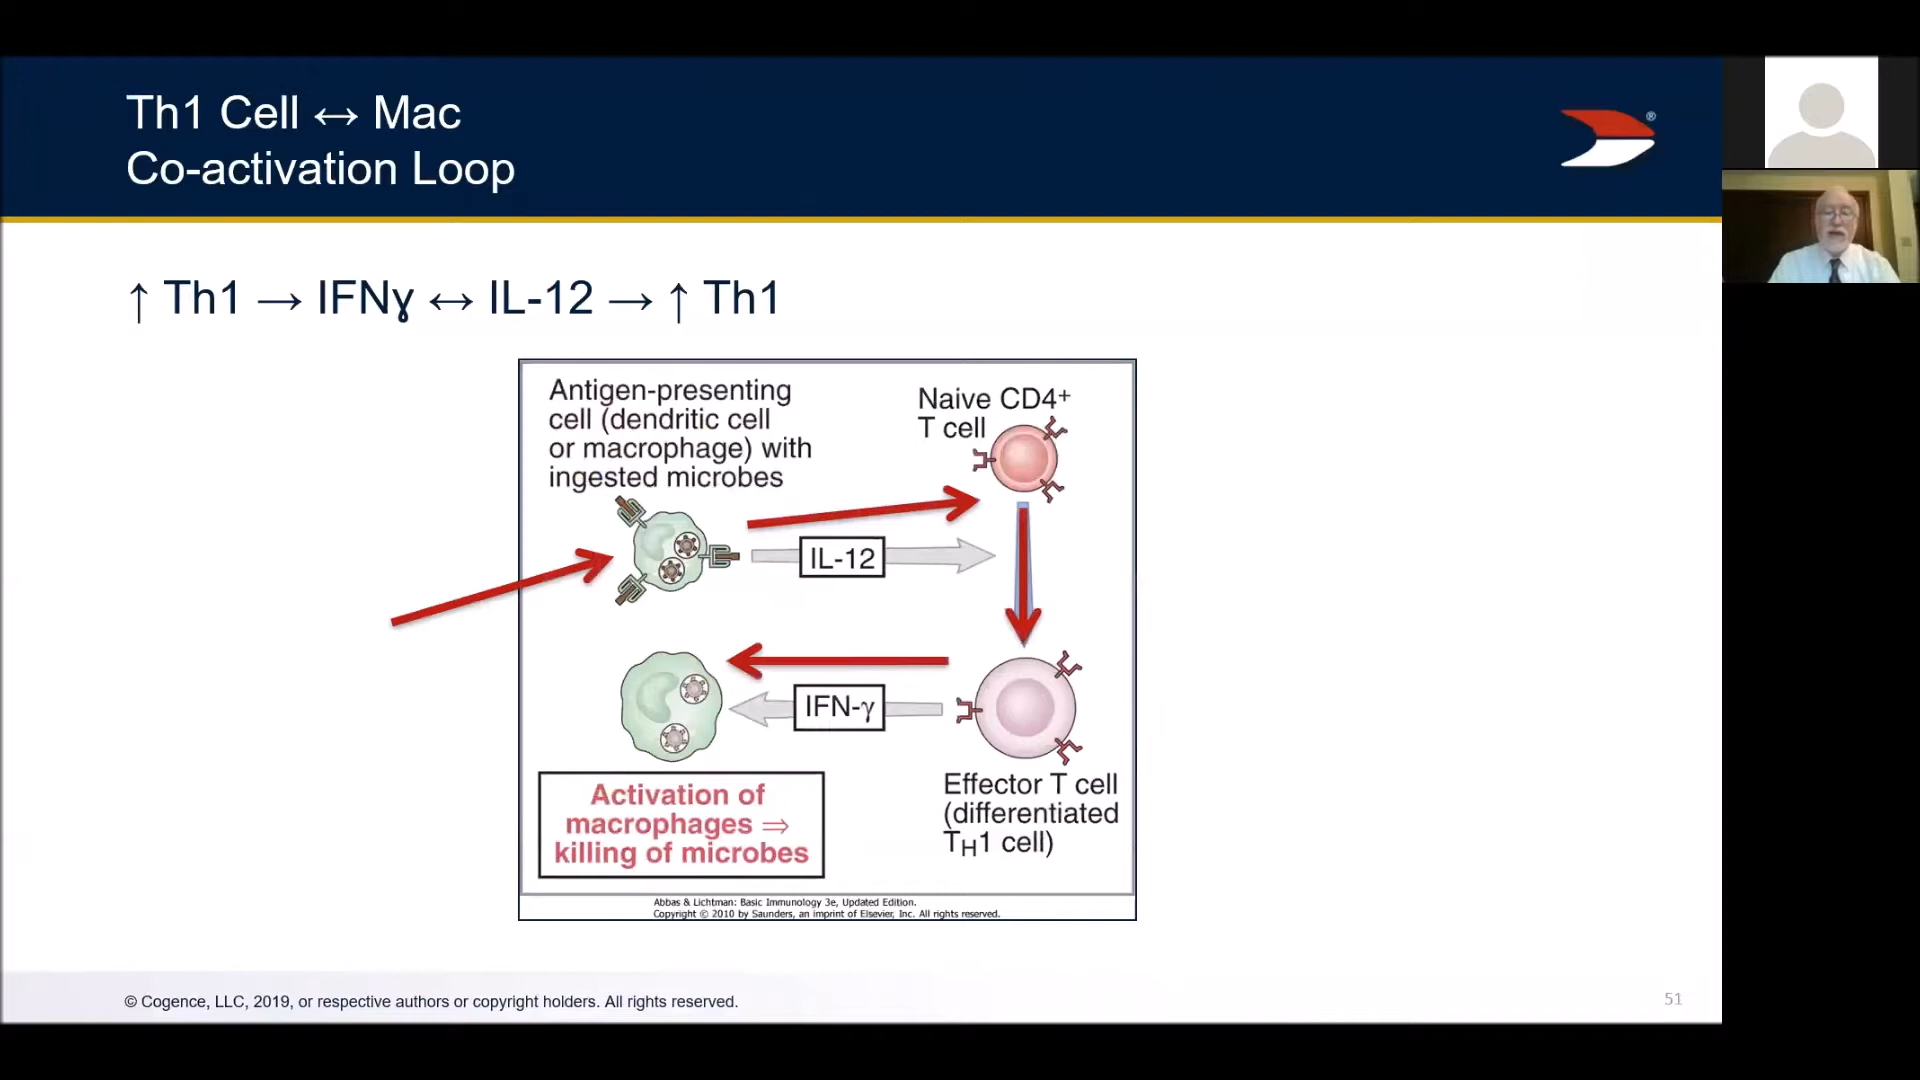 Th1 Cell ↔ Mac
Co-activation Loop
®
↑ Th1 → IFNɣ ↔ IL-12 → ↑ Th1
Antigen-presenting
cell (dendritic cell
or macrophage) with
ingested microbes
Naive CD4+
T cell
IL-12
IFN-γ
Activation of
macrophages ⇒
killing of microbes
Effector T cell
(differentiated
TH1 cell)
Abbas & Lichtman: Basic Immunology 3e, Updated Edition.
Copyright © 2010 by Saunders, an imprint of Elsevier, Inc. All rights reserved.
© Cogence, LLC, 2019, or respective authors or copyright holders. All rights reserved.
51